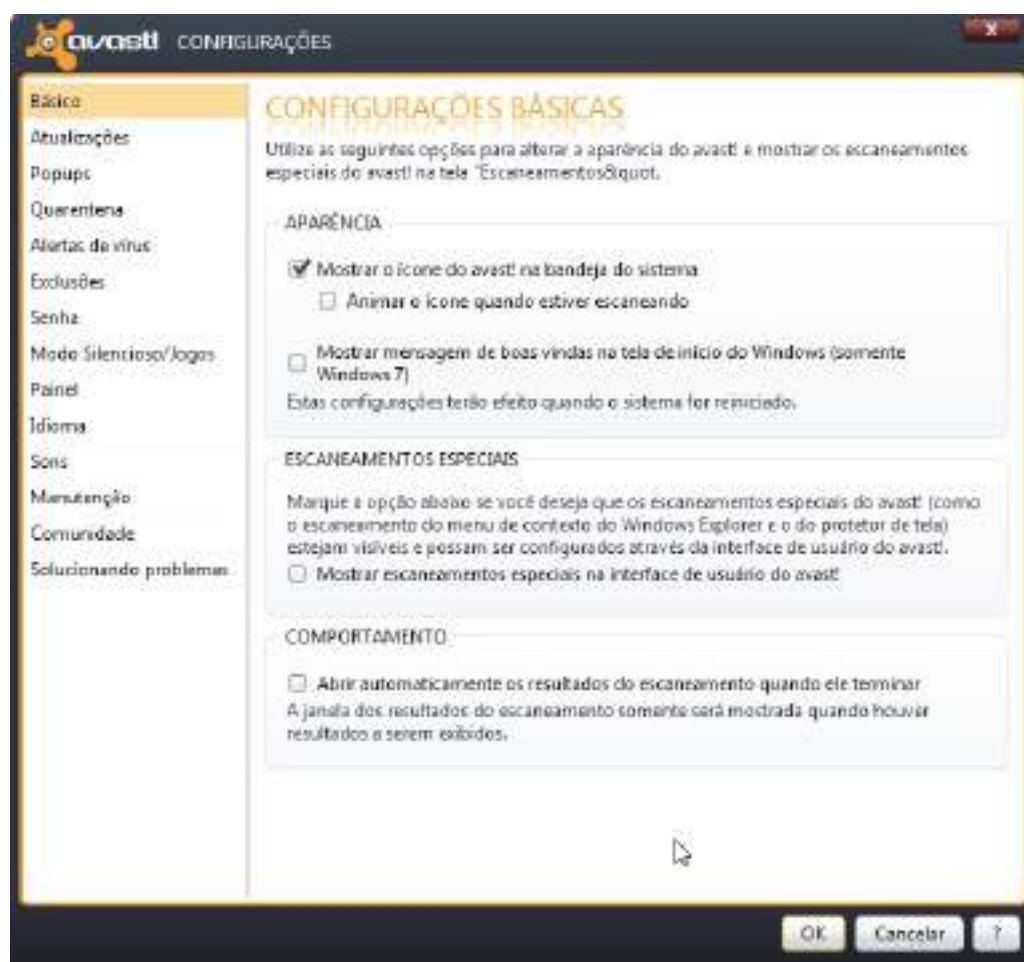 avast! CONFIGURAÇÕES
x
Básico
Atualizações
Popups
Quarentena
Alertas de vírus
Exclusões
Senha
Modo Silencioso/Jogos
Painel
Idioma
Sons
Manutenção
Comunidade
Solucionando problemas
CONFIGURAÇÕES BÁSICAS
Utilize as seguintes opções para alterar a aparência do avast! e mostrar os escaneamentos
especiais do avast! na tela "Escaneamentos&quot.
APARÊNCIA
Mostrar o ícone do avast! na bandeja do sistema
Animar o ícone quando estiver escaneando
Mostrar mensagem de boas vindas na tela de início do Windows (somente
Windows 7)
Estas configurações terão efeito quando o sistema for reiniciado.
ESCANEAMENTOS ESPECIAIS
Marque a opção abaixo se você deseja que os escaneamentos especiais do avast! (como
o escaneamento do menu de contexto do Windows Explorer e o do protetor de tela)
estejam visíveis e possam ser configurados através da interface de usuário do avast!.
Mostrar escaneamentos especiais na interface de usuário do avast!
COMPORTAMENTO
Abrir automaticamente os resultados do escaneamento quando ele terminar
A janela dos resultados do escaneamento somente será mostrada quando houver
resultados a serem exibidos.
OK Cancelar ?